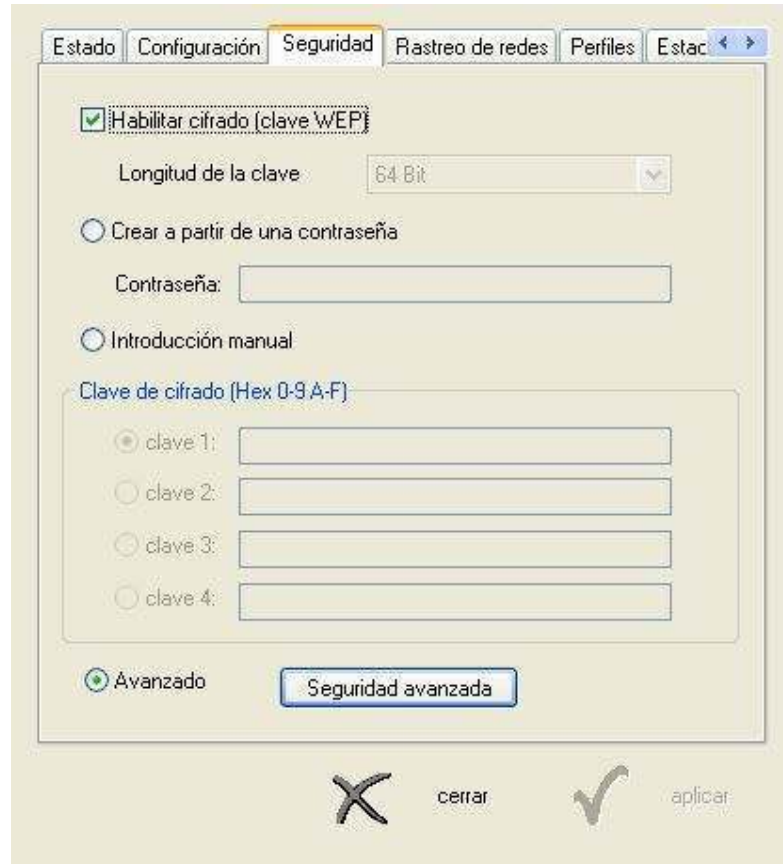 Estado Configuración Seguridad Rastreo de redes Perfiles Estac
Habilitar cifrado (clave WEP)
Longitud de la clave 64 Bit
Crear a partir de una contraseña
Contraseña:
Introducción manual
Clave de cifrado (Hex 0-9 A-F)
clave 1:
clave 2:
clave 3:
clave 4:
Avanzado Seguridad avanzada
cerrar aplicar